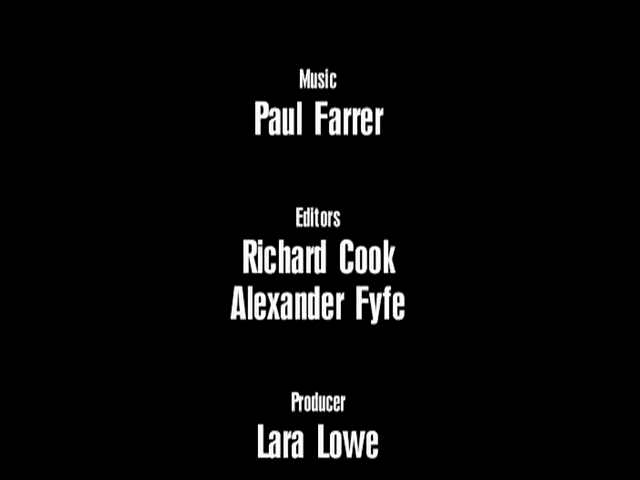 Music
Paul Farrer
Editors
Richard Cook
Alexander Fyfe
Producer
Lara Lowe